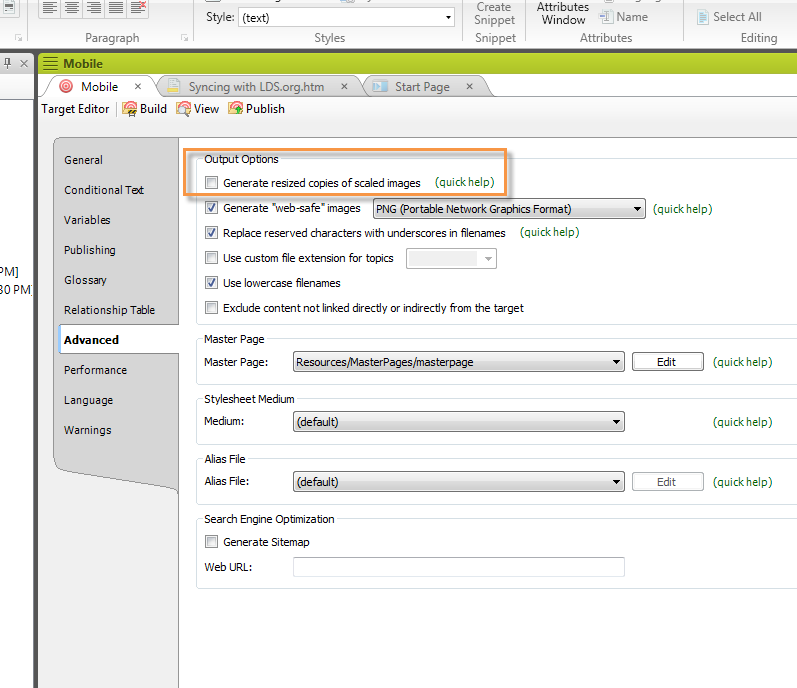 Style: (text)
Create
Snippet
Attributes
Window
Name
Select All
Paragraph
Styles
Snippet
Attributes
Editing
Mobile
Mobile
Syncing with LDS.org.htm
Start Page
Target Editor
Build
View
Publish
General
Conditional Text
Variables
Publishing
Glossary
Relationship Table
Advanced
Performance
Language
Warnings
PM]
30 PM]
Output Options
Generate resized copies of scaled images (quick help)
Generate "web-safe" images PNG (Portable Network Graphics Format) (quick help)
Replace reserved characters with underscores in filenames (quick help)
Use custom file extension for topics
Use lowercase filenames
Exclude content not linked directly or indirectly from the target
Master Page
Master Page: Resources/MasterPages/masterpage Edit (quick help)
Stylesheet Medium
Medium: (default) (quick help)
Alias File
Alias File: (default) Edit (quick help)
Search Engine Optimization
Generate Sitemap
Web URL: